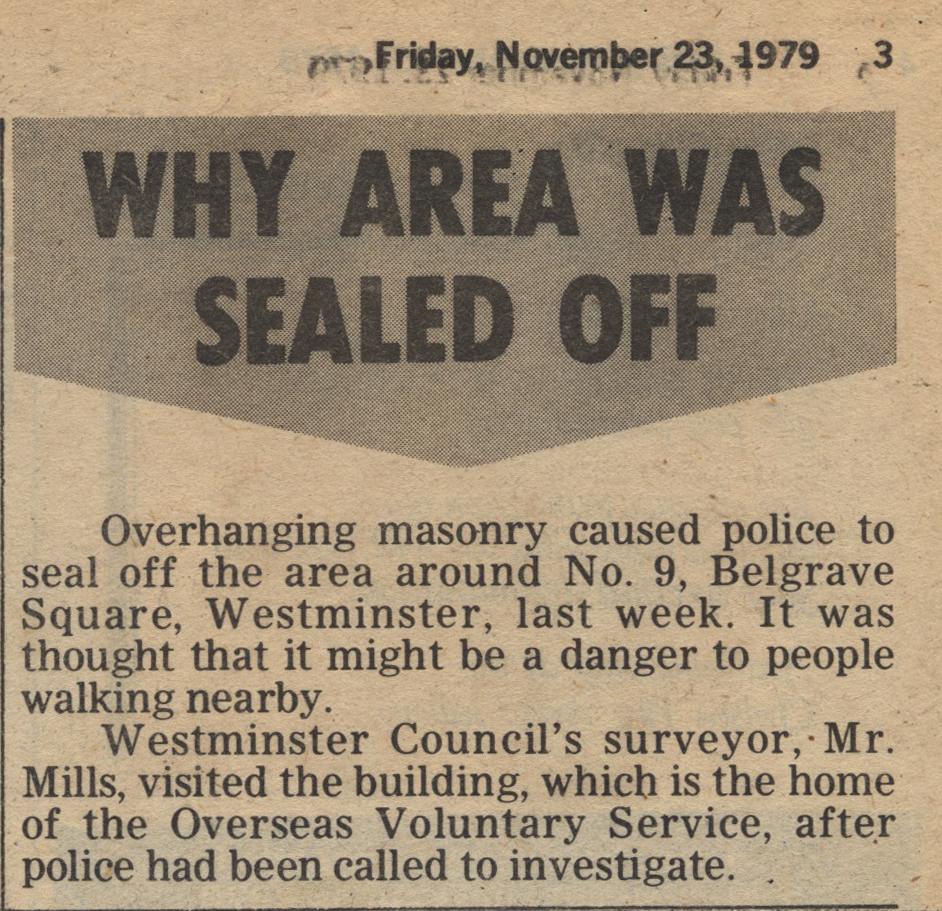 Friday, November 23, 1979 3
WHY AREA WAS
SEALED OFF
Overhanging masonry caused police to
seal off the area around No. 9, Belgrave
Square, Westminster, last week. It was
thought that it might be a danger to people
walking nearby.
Westminster Council's surveyor, Mr.
Mills, visited the building, which is the home
of the Overseas Voluntary Service, after
police had been called to investigate.